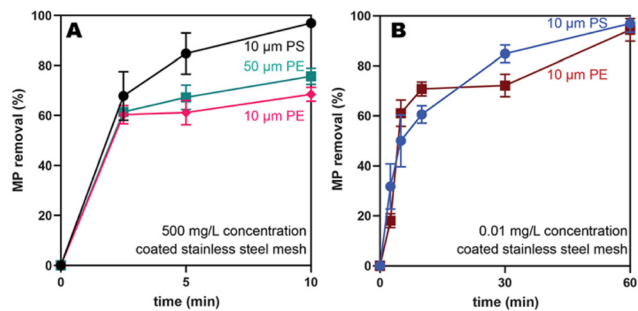 A
MP removal (%)
100
80
60
40
20
0
10 µm PS
50 µm PE
10 µm PE
500 mg/L concentration
coated stainless steel mesh
0
5
10
time (min)
B
MP removal (%)
100
80
60
40
20
0
10 µm PS
10 µm PE
0.01 mg/L concentration
coated stainless steel mesh
0
30
60
time (min)